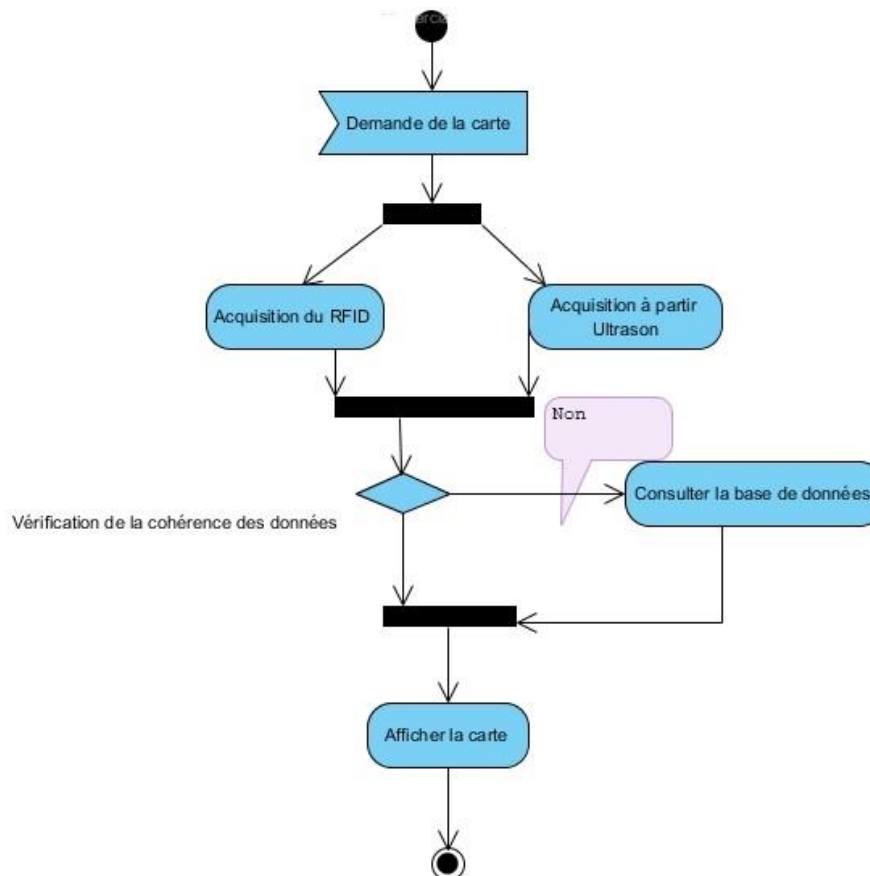 Demande de la carte
Acquisition du RFID
Acquisition à partir
Ultrason
Non
Consulter la base de données
Vérification de la cohérence des données
Afficher la carte